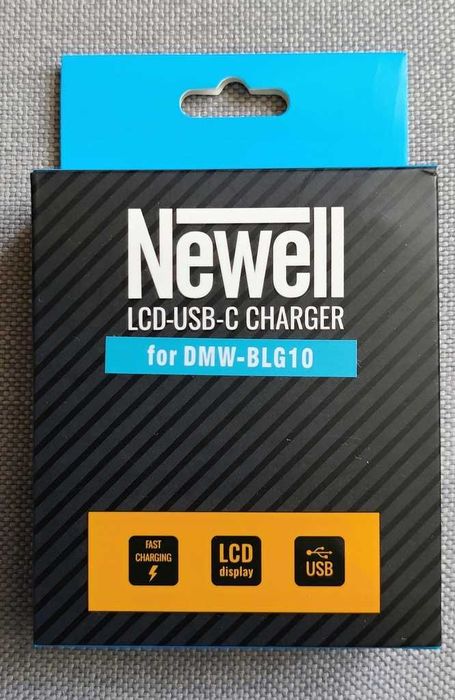 Newell
LCD-USB-C CHARGER
for DMW-BLG10
FAST
CHARGING
LCD
display
USB